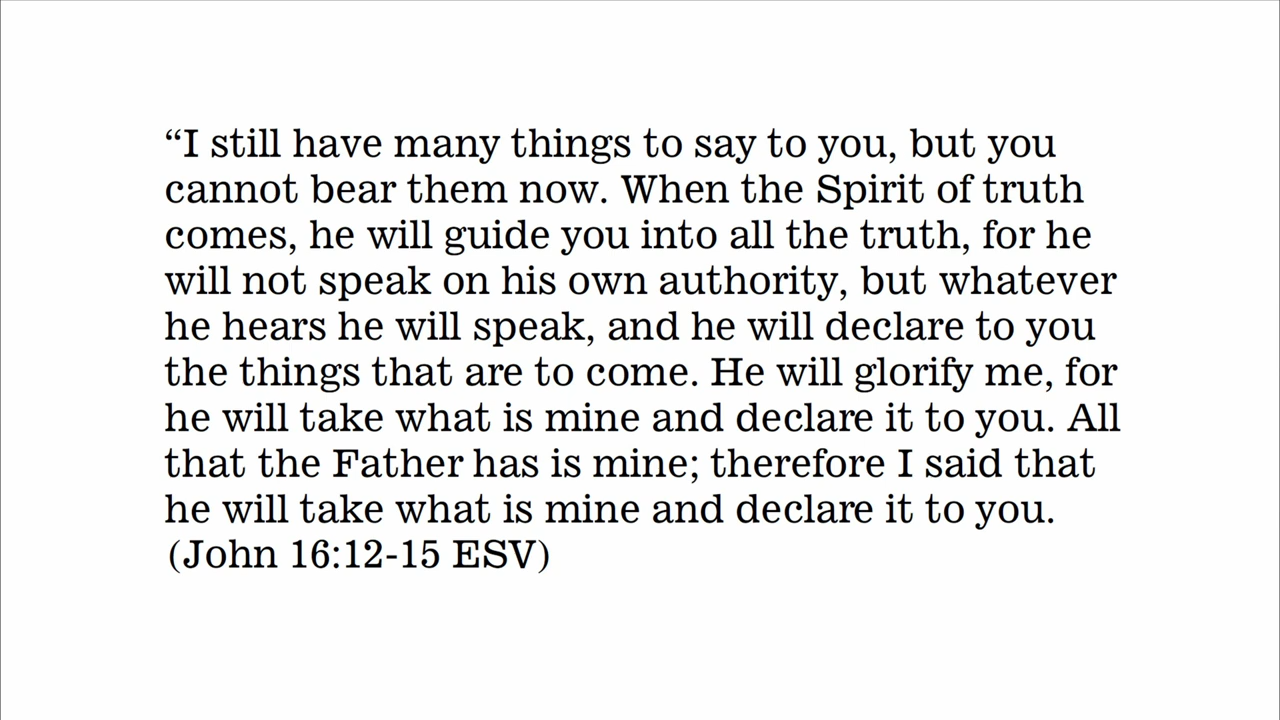 “I still have many things to say to you, but you
cannot bear them now. When the Spirit of truth
comes, he will guide you into all the truth, for he
will not speak on his own authority, but whatever
he hears he will speak, and he will declare to you
the things that are to come. He will glorify me, for
he will take what is mine and declare it to you. All
that the Father has is mine; therefore I said that
he will take what is mine and declare it to you.
(John 16:12-15 ESV)